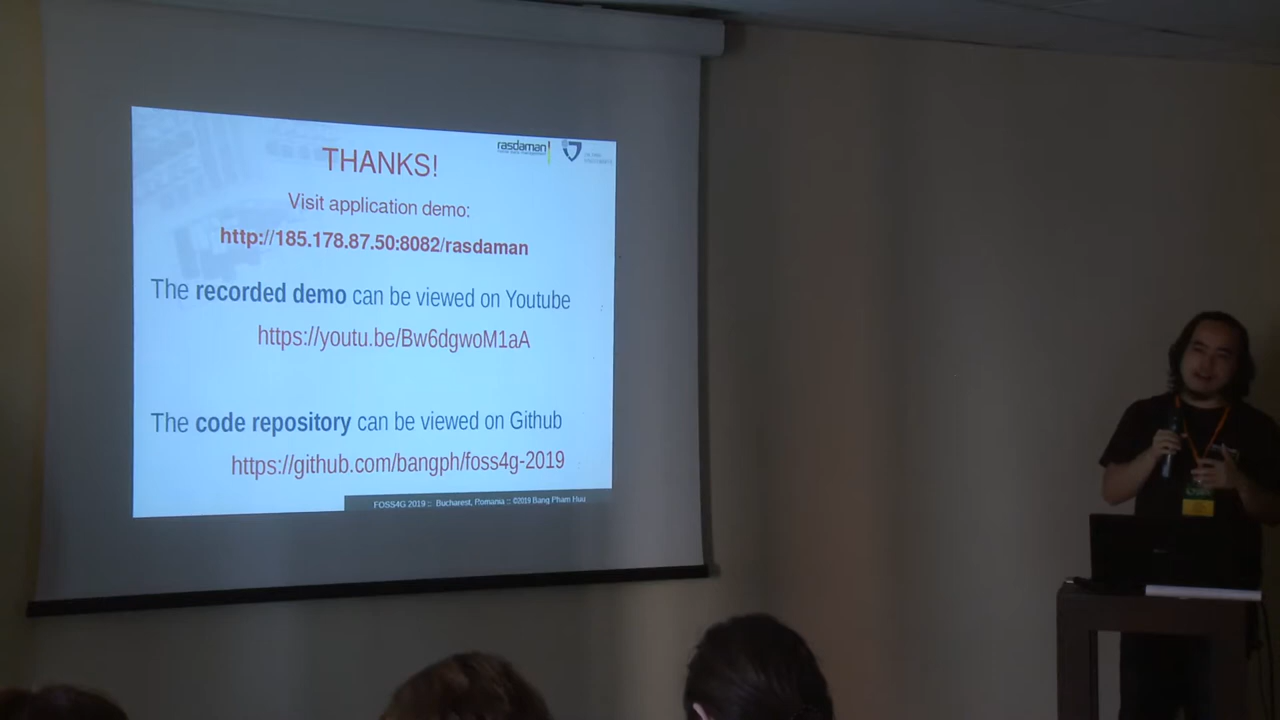 rasdaman
THANKS!
Visit application demo:
http://185.178.87.50:8082/rasdaman
The recorded demo can be viewed on Youtube
https://youtu.be/Bw6dgwoM1aA
The code repository can be viewed on Github
https://github.com/bangph/foss4g-2019
FOSS4G 2019 :: Bucharest, Romania :: ©2019 Bang Pham Huu